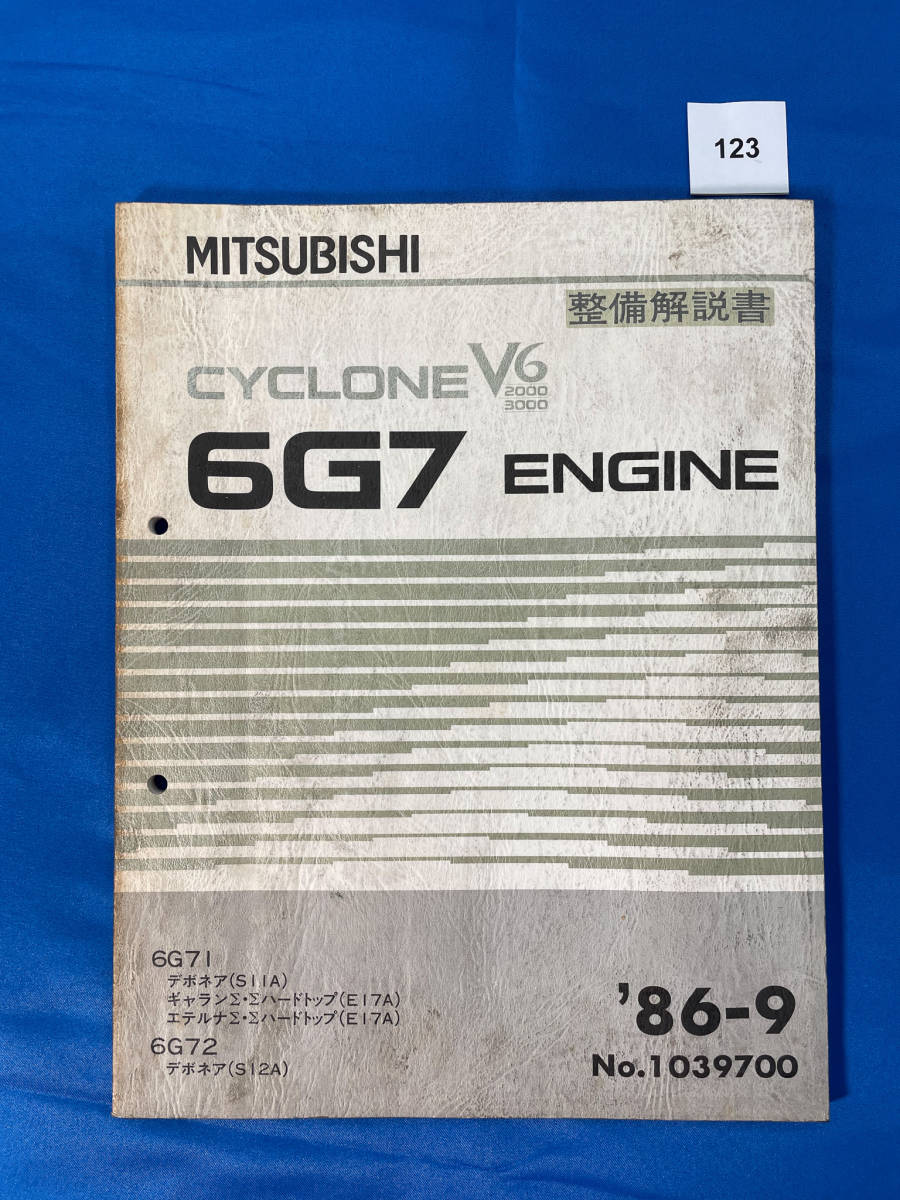 123
MITSUBISHI
整備解説書
CYCLONE V6
2000
3000
6G7 ENGINE
6G71
デボネア(S11A)
ギャランΣ・Σハードトップ(E17A)
エテルナΣ・Σハードトップ(E17A)
6G72
デボネア(S12A)
'86-9
No.1039700